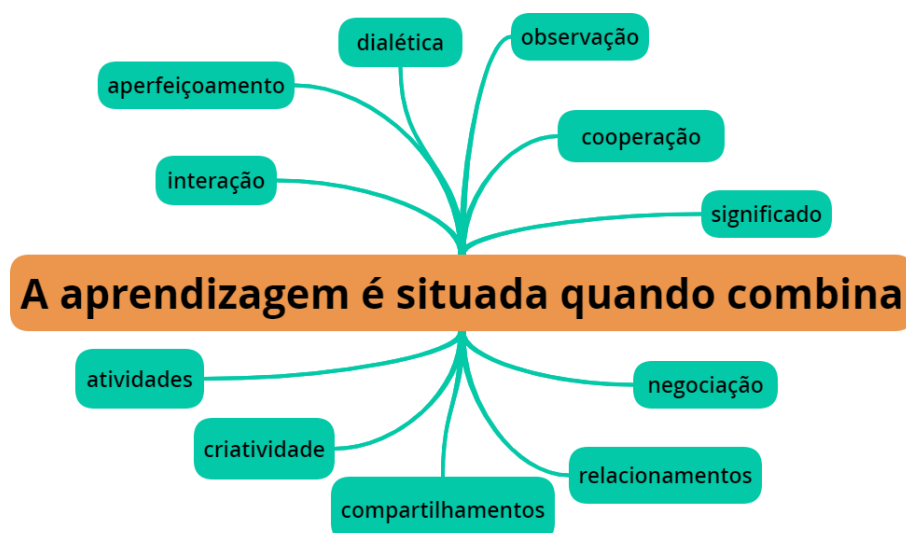 dialética
observação
aperfeiçoamento
cooperação
interação
significado
A aprendizagem é situada quando combina
atividades
negociação
criatividade
relacionamentos
compartilhamentos